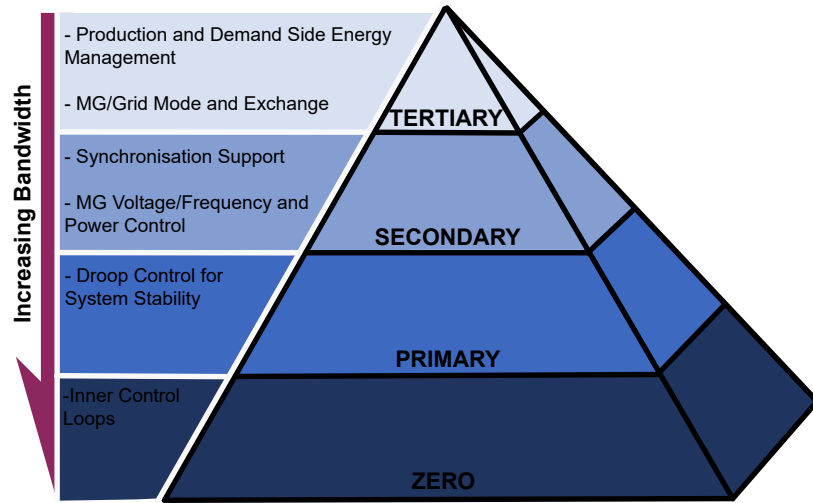 Increasing Bandwidth
- Production and Demand Side Energy
Management
- MG/Grid Mode and Exchange
TERTIARY
- Synchronisation Support
- MG Voltage/Frequency and
Power Control
SECONDARY
- Droop Control for
System Stability
PRIMARY
-Inner Control
Loops
ZERO